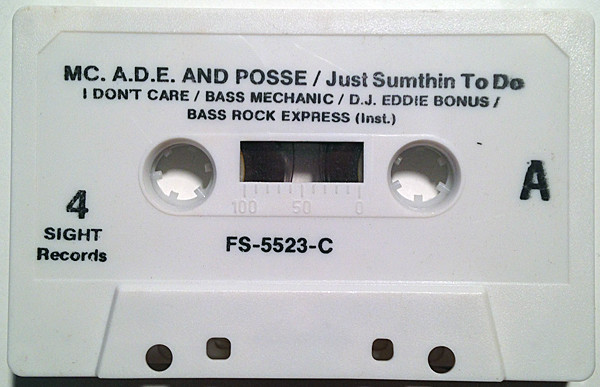 MC. A.D.E. AND POSSE / Just Sumthin To Do
I DON'T CARE / BASS MECHANIC / D.J. EDDIE BONUS /
BASS ROCK EXPRESS (Inst.)
100 50 0
A
4
SIGHT
Records
FS-5523-C